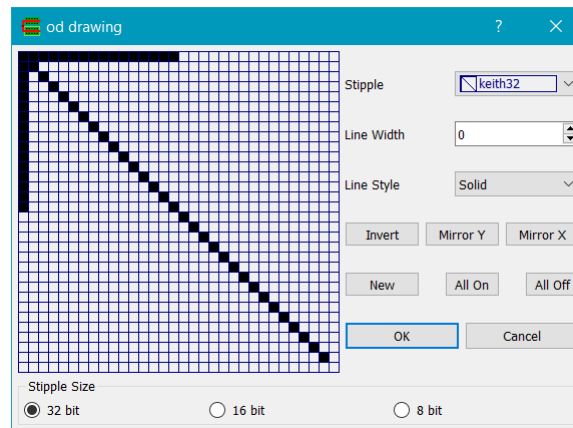 od drawing
Stipple
keith32
Line Width
0
Line Style
Solid
Invert
Mirror Y
Mirror X
New
All On
All Off
OK
Cancel
Stipple Size
32 bit
16 bit
8 bit